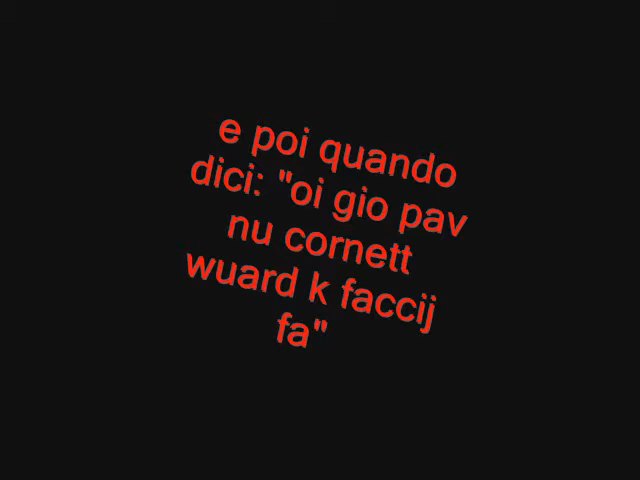 e poi quando
dici: "oi gio pav
nu cornett
wuard k faccij
fa"